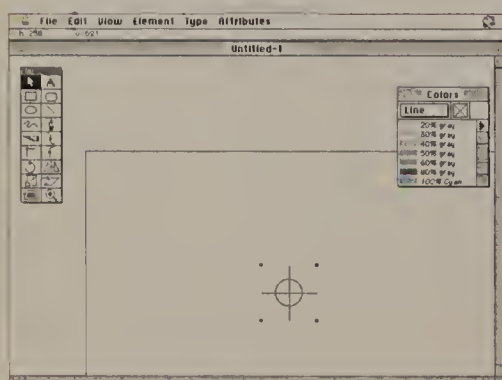 File Edit View Element Type Attributes
Untitled-1
A
Colors
Line
20% gray
30% gray
40% gray
50% gray
60% gray
80% gray
100% Cyan